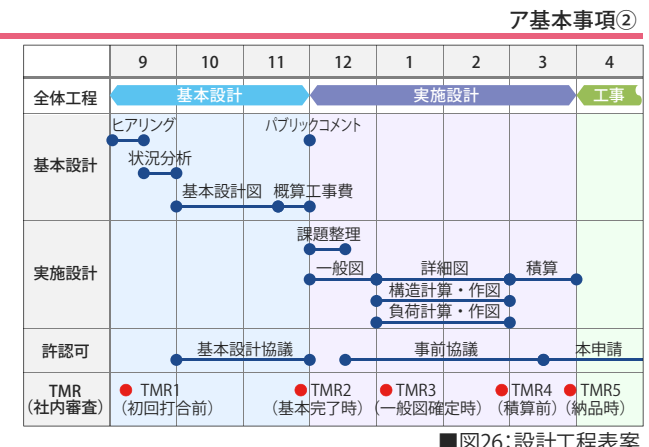 ア基本事項②
9 10 11 12 1 2 3 4
全体工程 基本設計 実施設計 工事
基本設計
ヒアリング パブリックコメント
状況分析
基本設計図 概算工事費
実施設計
課題整理
一般図 詳細図 積算
構造計算・作図
負荷計算・作図
許認可 基本設計協議 事前協議 本申請
TMR TMR1 TMR2 TMR3 TMR4 TMR5
(社内審査) (初回打合前) (基本完了時) (一般図確定時) (積算前) (納品時)
■図26:設計工程表案